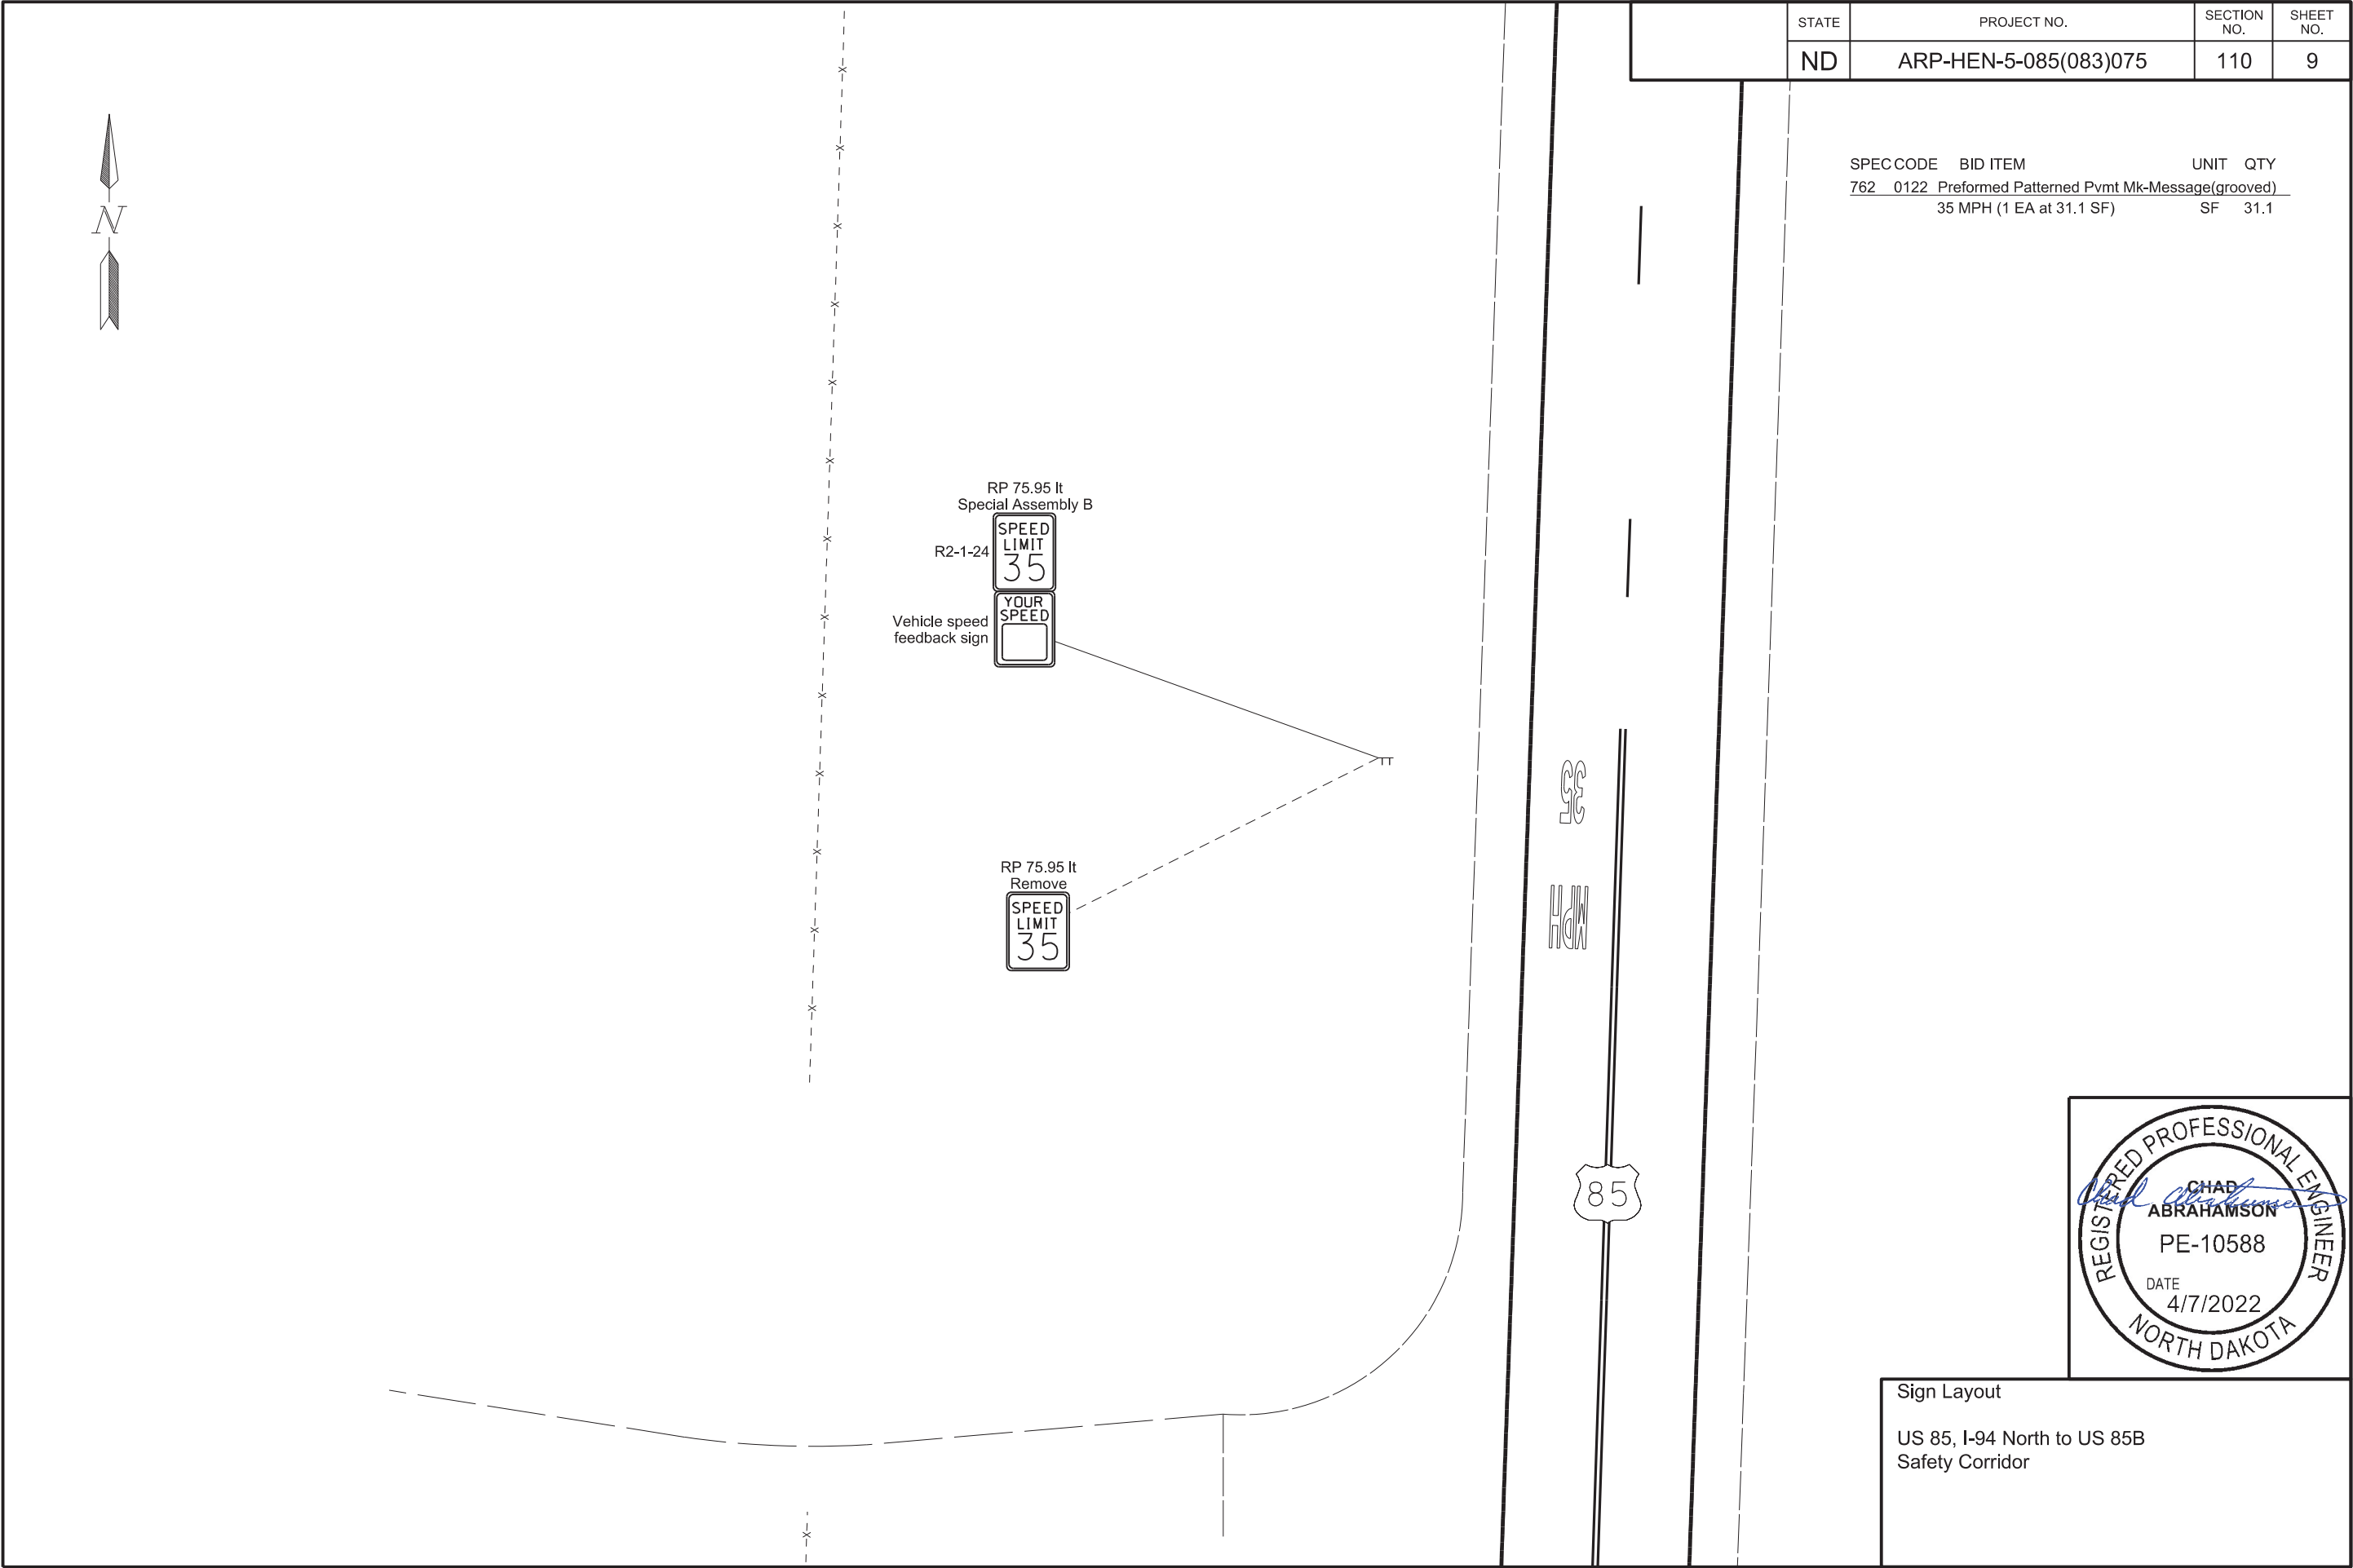 STATE
PROJECT NO.
SECTION NO.
SHEET NO.
ND
ARP-HEN-5-085(083)075
110
9
N
SPEC CODE BID ITEM UNIT QTY
762 0122 Preformed Patterned Pvmt Mk-Message(grooved)
35 MPH (1 EA at 31.1 SF) SF 31.1
RP 75.95 lt
Special Assembly B
R2-1-24
SPEED
LIMIT
35
Vehicle speed
feedback sign
YOUR
SPEED
RP 75.95 lt
Remove
SPEED
LIMIT
35
35
MPH
85
REGISTERED PROFESSIONAL ENGINEER
Chad Abrahamson
CHAD
ABRAHAMSON
PE-10588
DATE
4/7/2022
NORTH DAKOTA
Sign Layout
US 85, I-94 North to US 85B
Safety Corridor